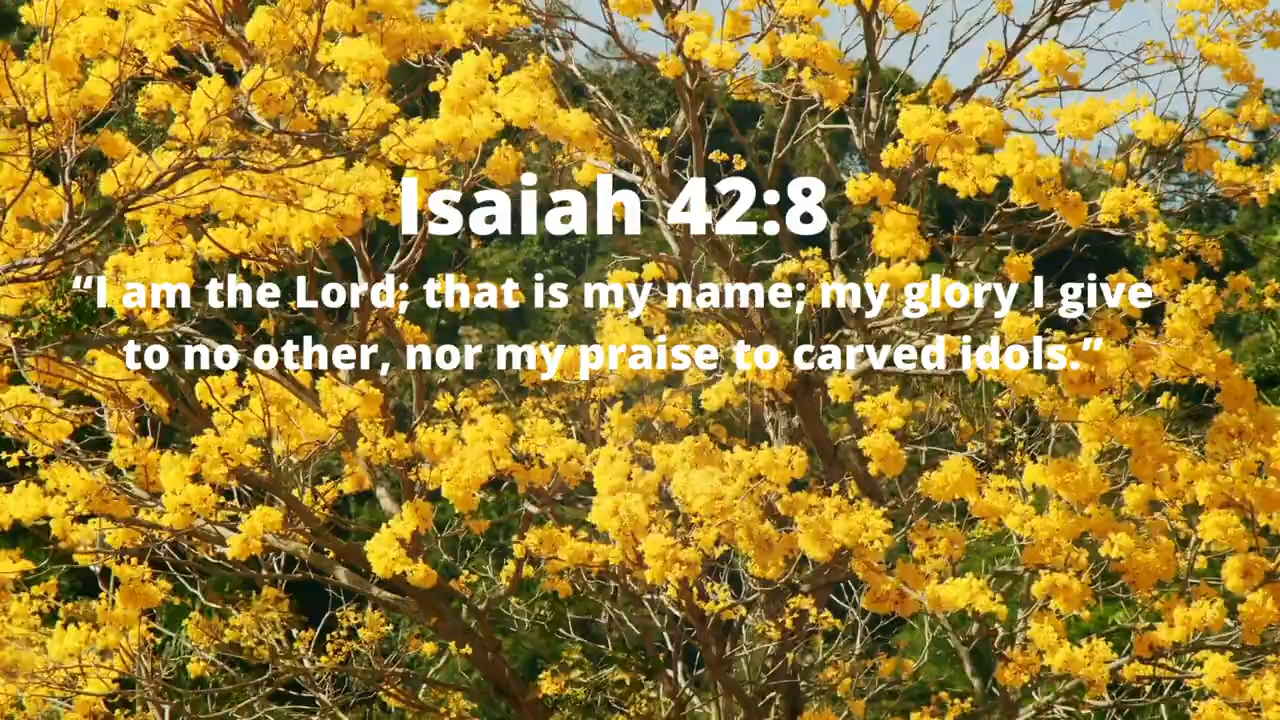 Isaiah 42:8
“I am the Lord; that is my name; my glory I give
to no other, nor my praise to carved idols.”